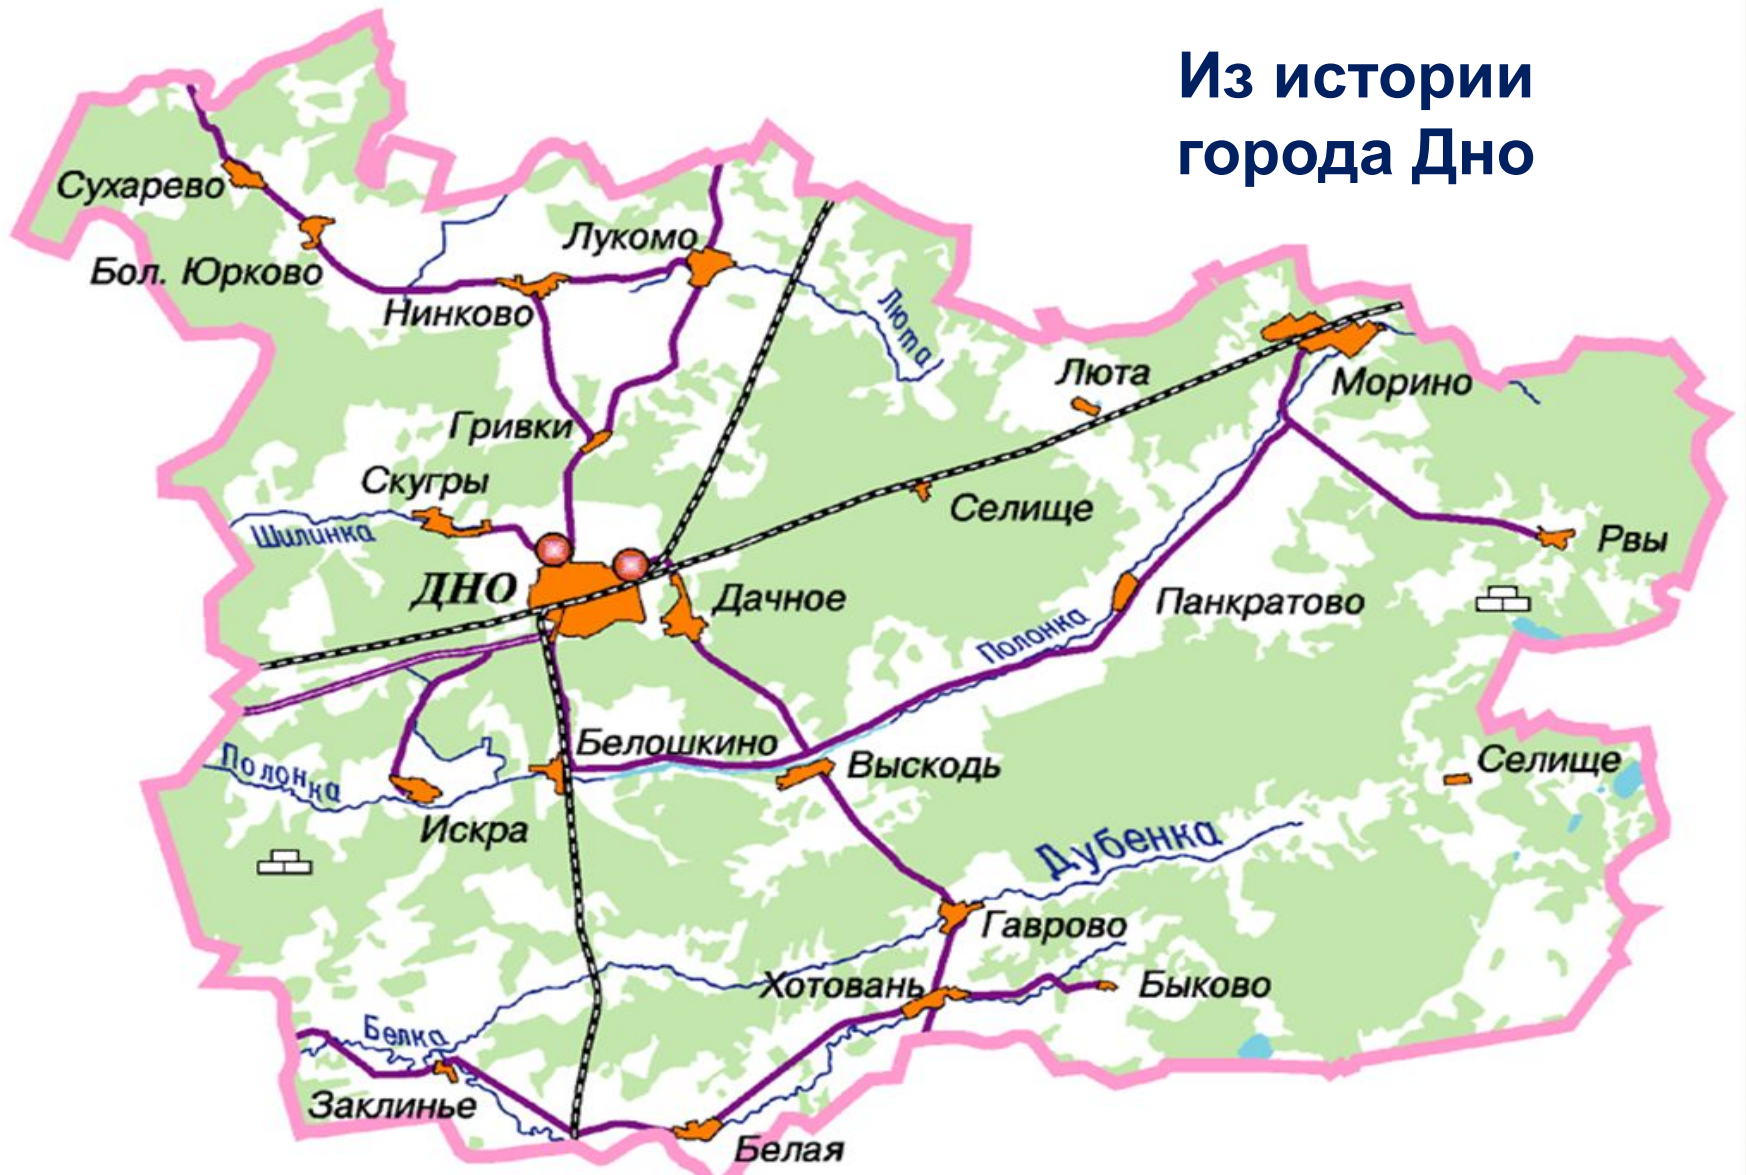 Из истории
города Дно
Сухарево
Бол. Юрково
Лукомо
Нинково
Люта
Люта
Морино
Гривки
Скугры
Шилинка
Селище
Рвы
ДНО
Дачное
Панкратово
Полонка
Белошкино
Выскодь
Селище
Полонка
Искра
Дубенка
Гаврово
Хотовань
Быково
Белка
Заклинье
Белая